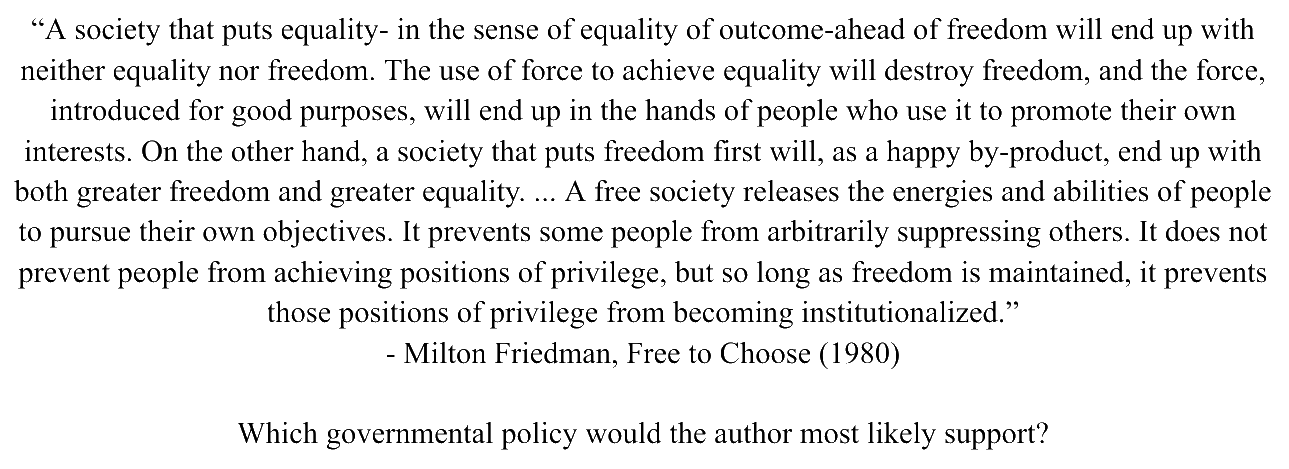 “A society that puts equality- in the sense of equality of outcome-ahead of freedom will end up with
neither equality nor freedom. The use of force to achieve equality will destroy freedom, and the force,
introduced for good purposes, will end up in the hands of people who use it to promote their own
interests. On the other hand, a society that puts freedom first will, as a happy by-product, end up with
both greater freedom and greater equality. ... A free society releases the energies and abilities of people
to pursue their own objectives. It prevents some people from arbitrarily suppressing others. It does not
prevent people from achieving positions of privilege, but so long as freedom is maintained, it prevents
those positions of privilege from becoming institutionalized.”
- Milton Friedman, Free to Choose (1980)
Which governmental policy would the author most likely support?